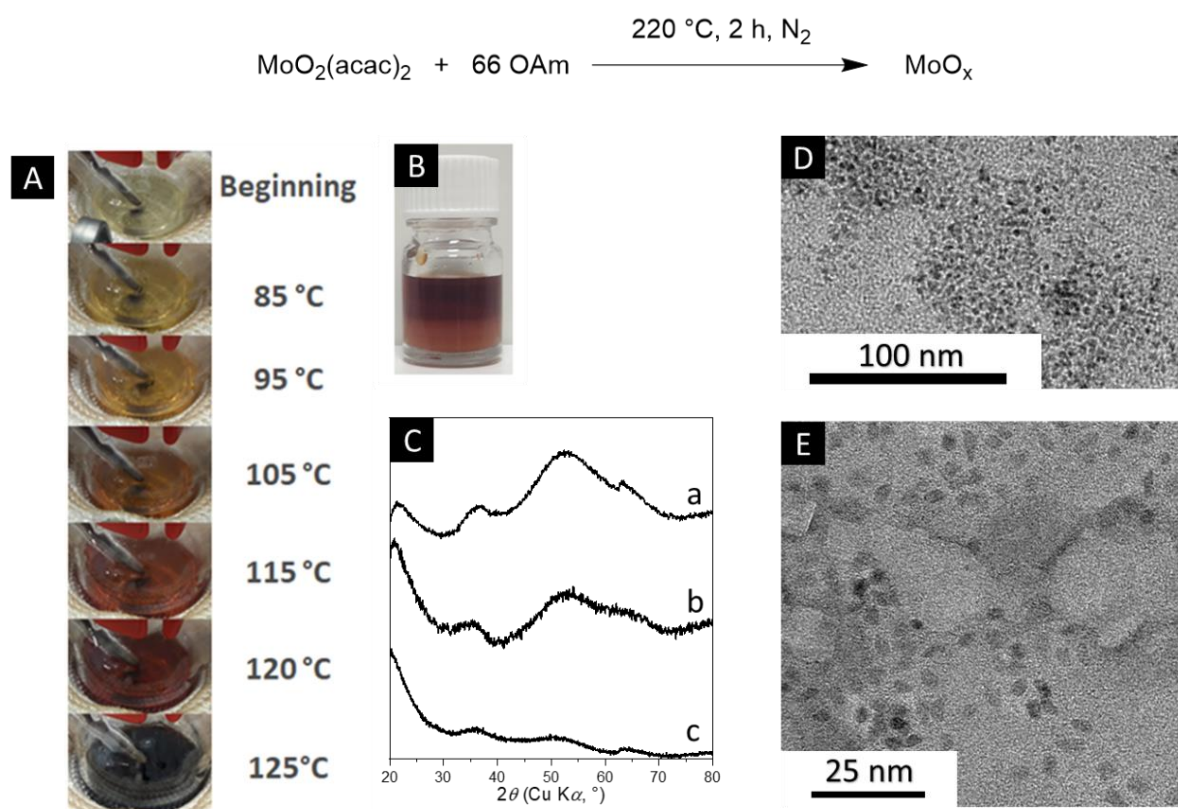 220 °C, 2 h, N₂
MoO₂(acac)₂ + 66 OAm MoOₓ
A
Beginning
85 °C
95 °C
105 °C
115 °C
120 °C
125°C
B
C
a
b
c
20 30 40 50 60 70 80
2θ (Cu Kα, °)
D
100 nm
E
25 nm